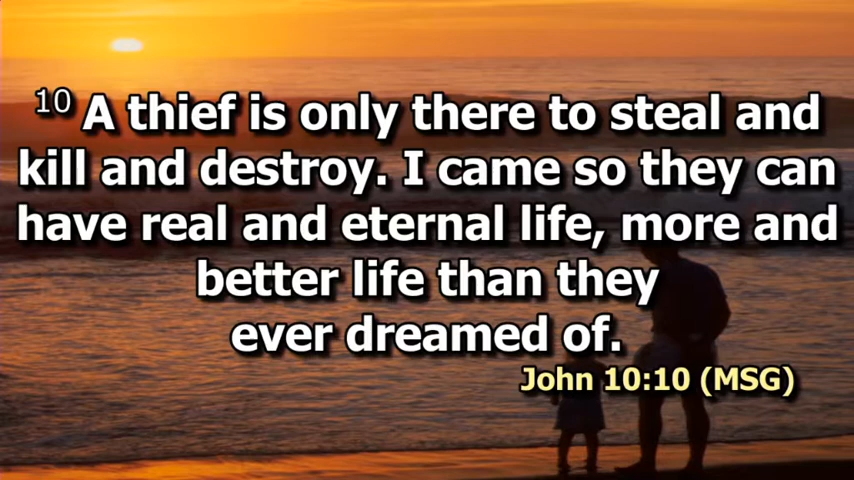 10 A thief is only there to steal and
kill and destroy. I came so they can
have real and eternal life, more and
better life than they
ever dreamed of.
John 10:10 (MSG)